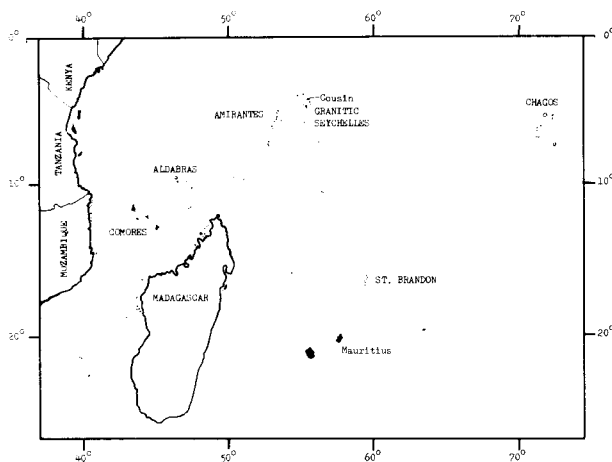 40° 50° 60° 70°
0° 0°
KENYA
Cousin
GRANITIC
SEYCHELLES
AMIRANTES
CHAGOS
TANZANIA
ALDABRAS
10° 10°
COMORES
MOZAMBIQUE
ST. BRANDON
MADAGASCAR
20° 20°
Mauritius
40° 50° 60° 70°